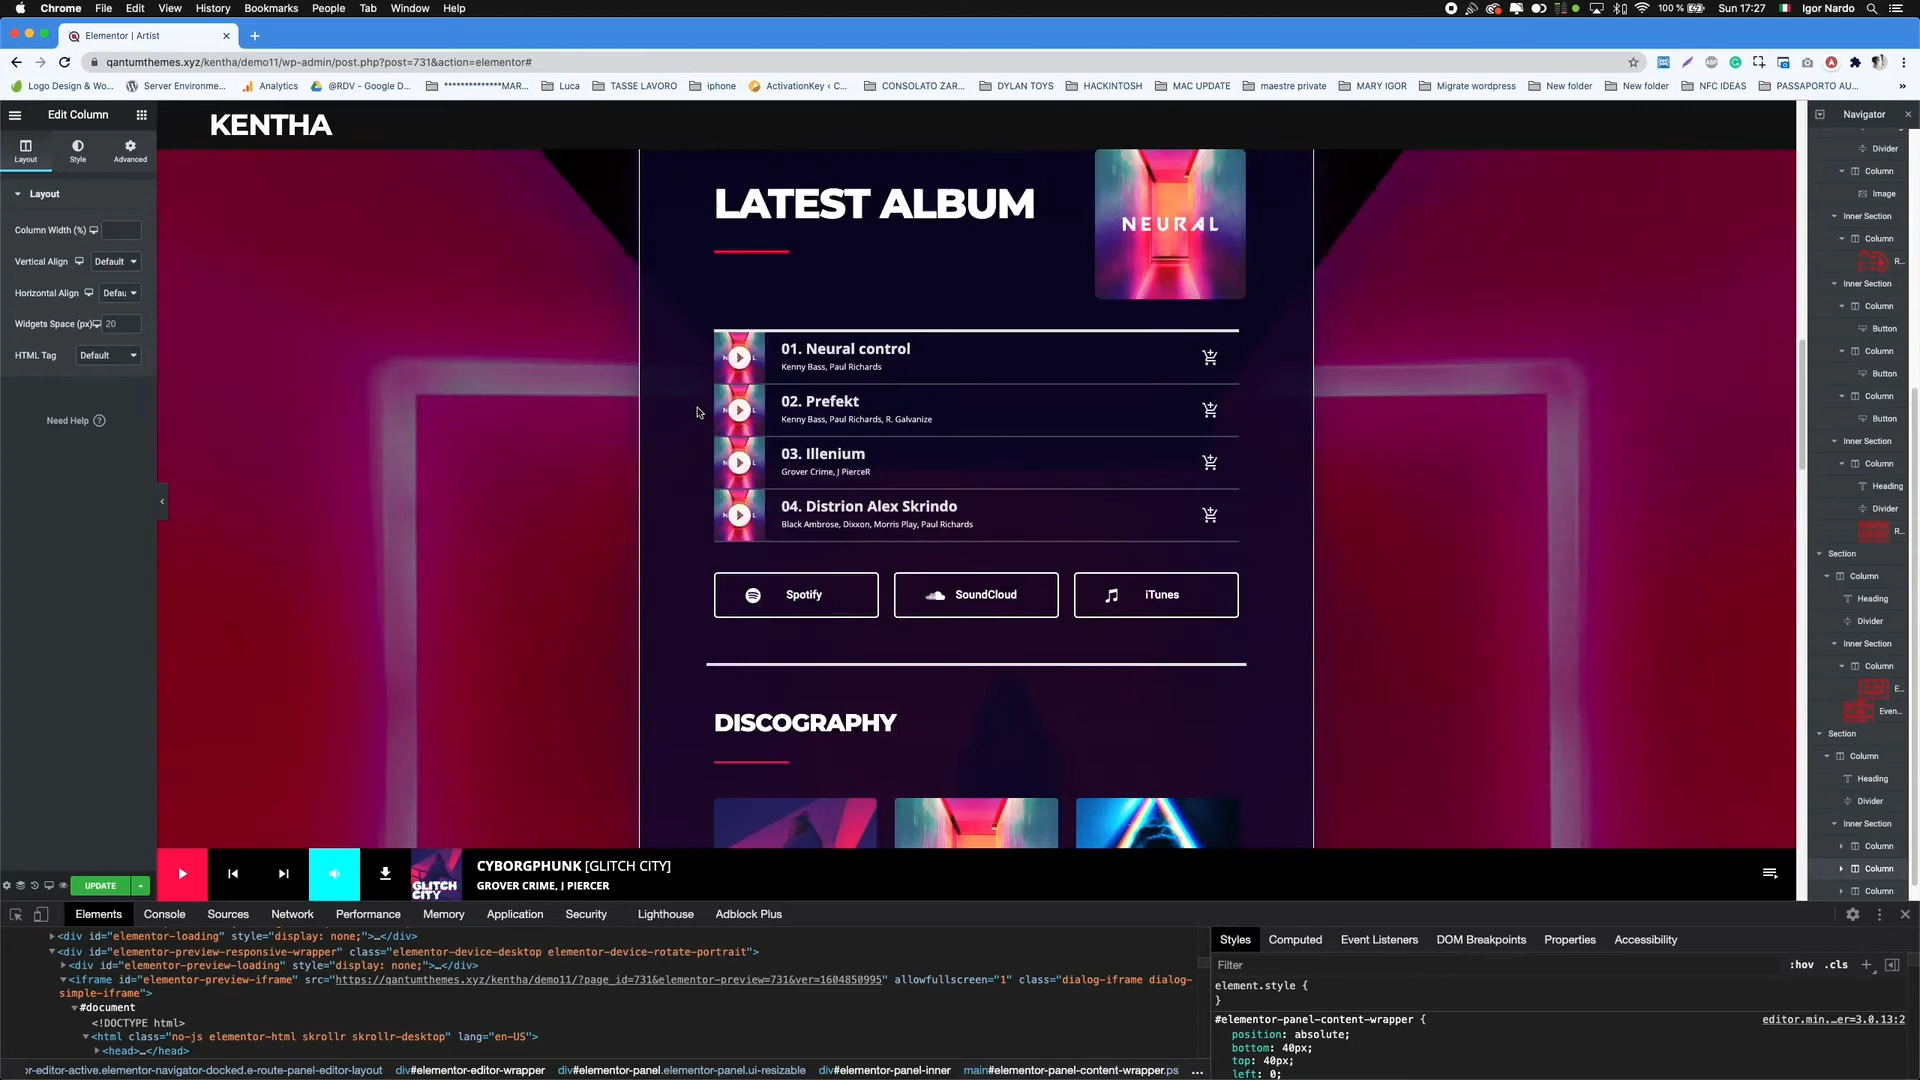 Chrome File Edit View History Bookmarks People Tab Window Help 100 % Sun 17:27 Igor Nardo
Elementor | Artist
qantumthemes.xyz/kentha/demo11/wp-admin/post.php?post=731&action=elementor#
Logo Design & Wo... Server Environme... Analytics @RDV - Google D... **************MAR... Luca TASSE LAVORO iphone ActivationKey ‹ C... CONSOLATO ZAR... DYLAN TOYS HACKINTOSH MAC UPDATE maestre private MARY IGOR Migrate wordpress New folder New folder NFC IDEAS PASSAPORTO AU... »
Edit Column
Layout Style Advanced
Layout
Column Width (%)
Vertical Align Default
Horizontal Align Defau
Widgets Space (px) 20
HTML Tag Default
Need Help
UPDATE
KENTHA
LATEST ALBUM
NEURAL
01. Neural control
Kenny Bass, Paul Richards
02. Prefekt
Kenny Bass, Paul Richards, R. Galvanize
03. Illenium
Grover Crime, J PierceR
04. Distrion Alex Skrindo
Black Ambrose, Dixxon, Morris Play, Paul Richards
Spotify SoundCloud iTunes
DISCOGRAPHY
GLITCH
CITY
CYBORGPHUNK [GLITCH CITY]
GROVER CRIME, J PIERCER
Navigator
Divider
Column
Image
Inner Section
Column
R...
Inner Section
Column
Button
Column
Button
Column
Button
Inner Section
Column
Heading
Divider
R...
Section
Column
Heading
Divider
Inner Section
Column
E...
Even...
Section
Column
Heading
Divider
Inner Section
Column
Column
Column
Elements Console Sources Network Performance Memory Application Security Lighthouse Adblock Plus
<div id="elementor-loading" style="display: none;">…</div>
<div id="elementor-preview-responsive-wrapper" class="elementor-device-desktop elementor-device-rotate-portrait">
<div id="elementor-preview-loading" style="display: none;">…</div>
<iframe id="elementor-preview-iframe" src="https://qantumthemes.xyz/kentha/demo11/?page_id=731&elementor-preview=731&ver=1604850995" allowfullscreen="1" class="dialog-iframe dialog-
simple-iframe">
#document
<!DOCTYPE html>
<html class="no-js elementor-html skrollr skrollr-desktop" lang="en-US">
<head>…</head>
or-editor-active.elementor-navigator-docked.e-route-panel-editor-layout div#elementor-editor-wrapper div#elementor-panel.elementor-panel.ui-resizable div#elementor-panel-inner main#elementor-panel-content-wrapper.ps ...
Styles Computed Event Listeners DOM Breakpoints Properties Accessibility
Filter :hov .cls +
element.style {
}
#elementor-panel-content-wrapper { editor.min.…er=3.0.13:2
position: absolute;
bottom: 40px;
top: 40px;
left: 0;